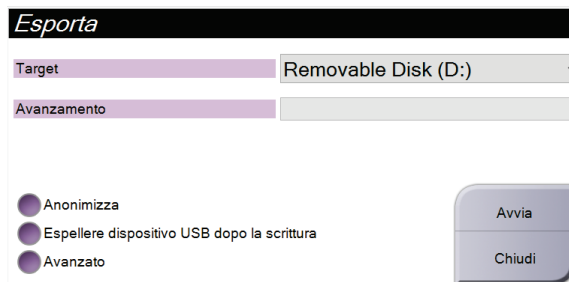 Esporta
Target Removable Disk (D:)
Avanzamento
Anonimizza
Espellere dispositivo USB dopo la scrittura
Avanzato
Avvia
Chiudi